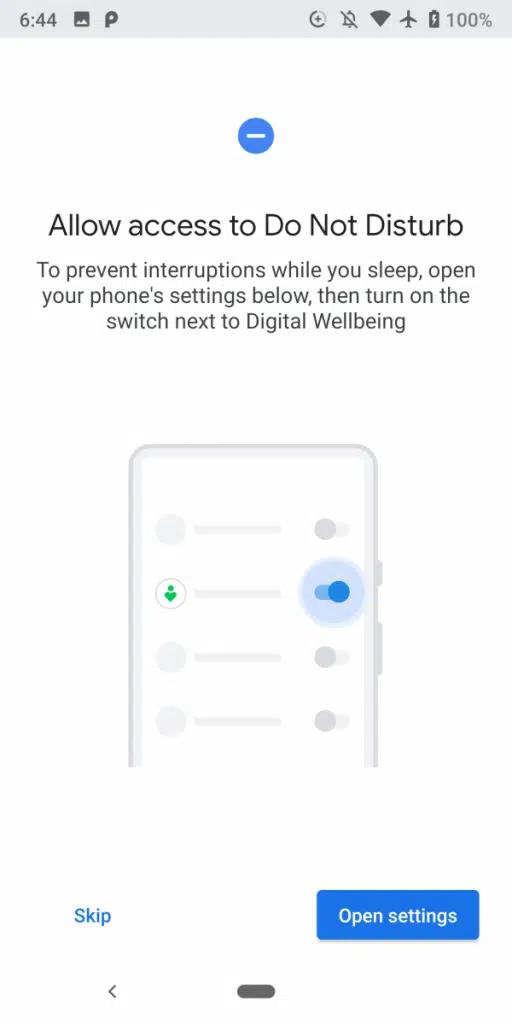 6:44 100%
Allow access to Do Not Disturb
To prevent interruptions while you sleep, open
your phone's settings below, then turn on the
switch next to Digital Wellbeing
Skip Open settings